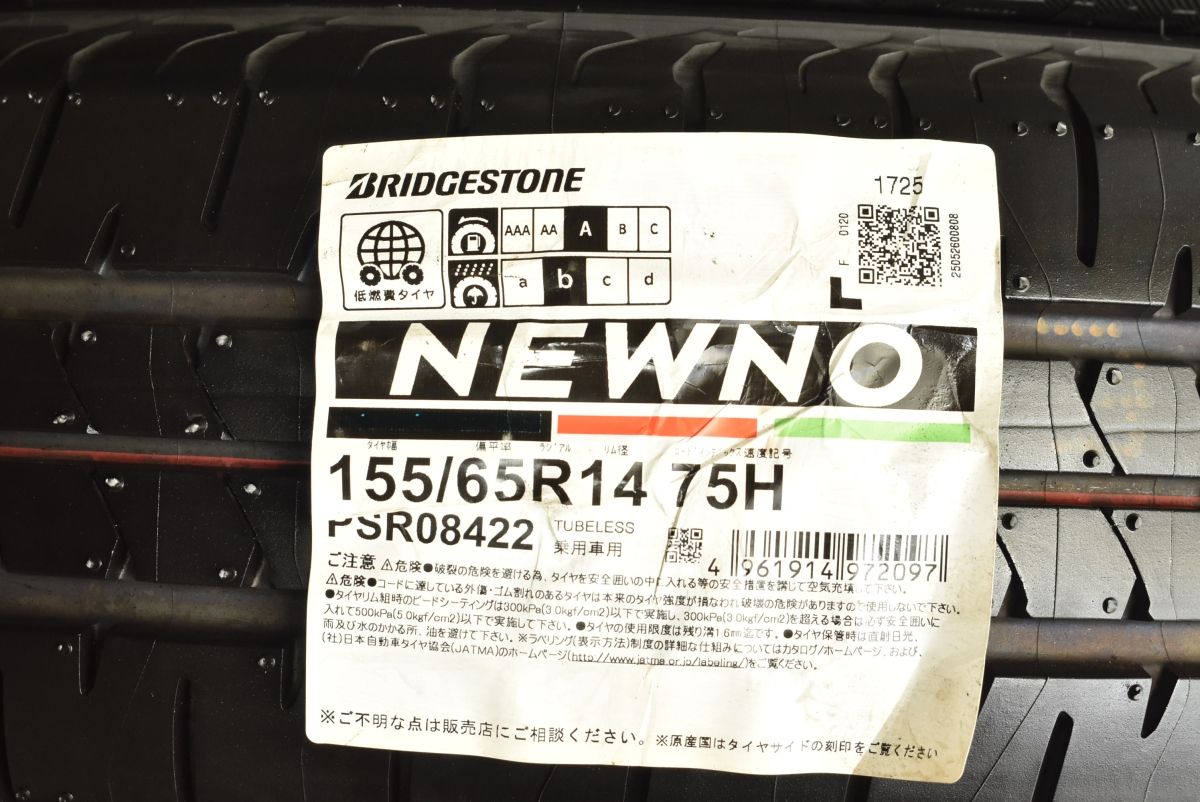 BRIDGESTONE
1725
低燃費タイヤ
AAA AA A B C
a b c d
F 0120
25052600808
L
NEWNO
タイヤ幅 偏平率 ラジアル リム径 ロードインデックス 速度記号
155/65R14 75H
PSR08422 TUBELESS
乗用車用
4 961914 972097
ご注意 ⚠危険●破裂の危険を避ける為、タイヤを安全囲いの中に入れる等の安全措置を講じて空気充填して下さい。
⚠危険●コードに達している外傷・ゴム割れのあるタイヤは本来のタイヤ強度が損なわれ破壊の危険がありますので使用しないで下さい。
●タイヤリム組時のビードシーティングは300kPa(3.0kgf/cm2)以下で実施し、300kPa(3.0kgf/cm2)を超える場合は必ず安全囲いに
入れて500kPa(5.0kgf/cm2)以下で実施して下さい。●タイヤの使用限度は残り溝1.6mm迄です。●タイヤ保管時は直射日光、
雨及び水のかかる所、油を避けて下さい。※ラベリング(表示方法)制度の詳細な仕組みについてはカタログ/ホームページ、および、
(社)日本自動車タイヤ協会(JATMA)のホームページ(http://www.jatma.or.jp/labeling/)をご覧ください。
※ご不明な点は販売店にご相談ください。※原産国はタイヤサイドの刻印をご覧ください